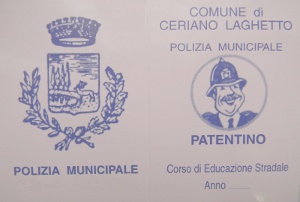 POLIZIA MUNICIPALE
COMUNE di
CERIANO LAGHETTO
POLIZIA MUNICIPALE
PATENTINO
Corso di Educazione Stradale
Anno